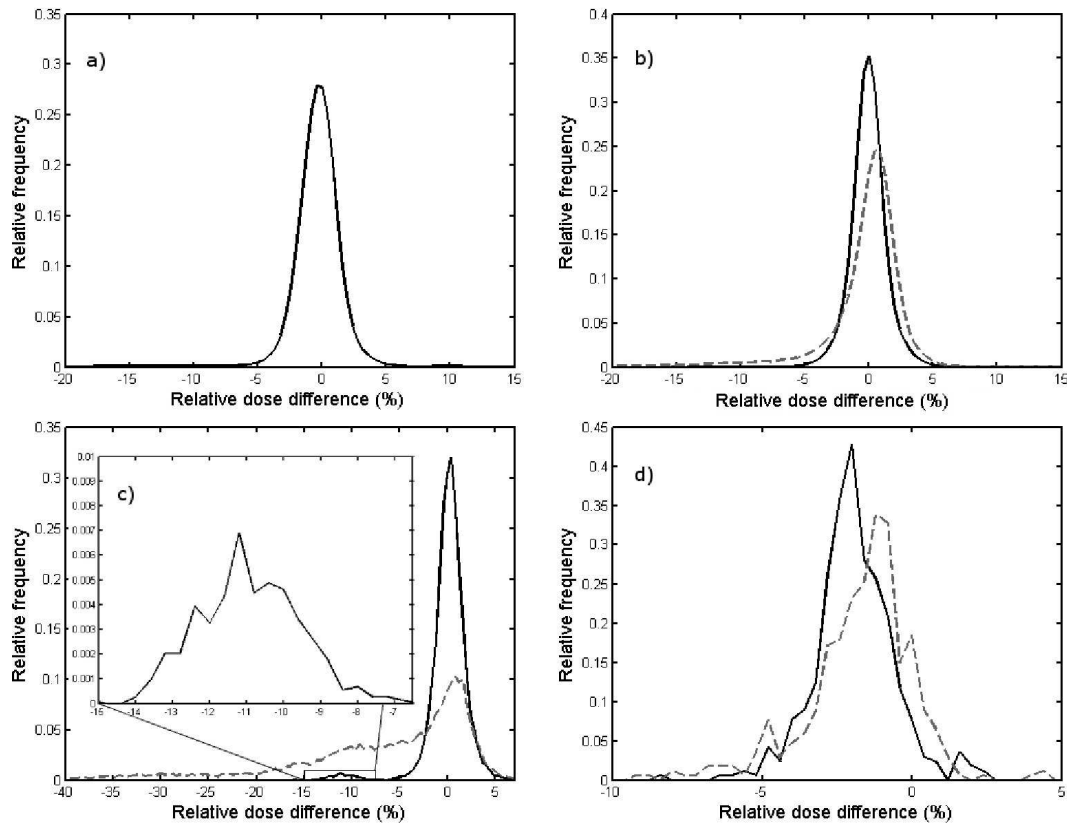 a)
0.35
0.3
0.25
0.2
0.15
0.1
0.05
0
-20 -15 -10 -5 0 5 10 15
Relative frequency
Relative dose difference (%)
b)
0.4
0.35
0.3
0.25
0.2
0.15
0.1
0.05
0
-20 -15 -10 -5 0 5 10 15
Relative frequency
Relative dose difference (%)
c)
0.35
0.3
0.25
0.2
0.15
0.1
0.05
0
-40 -35 -30 -25 -20 -15 -10 -5 0 5
Relative frequency
Relative dose difference (%)
0.01
0.009
0.008
0.007
0.006
0.005
0.004
0.003
0.002
0.001
0
-15 -14 -13 -12 -11 -10 -9 -8 -7
d)
0.45
0.4
0.35
0.3
0.25
0.2
0.15
0.1
0.05
0
-10 -5 0 5
Relative frequency
Relative dose difference (%)